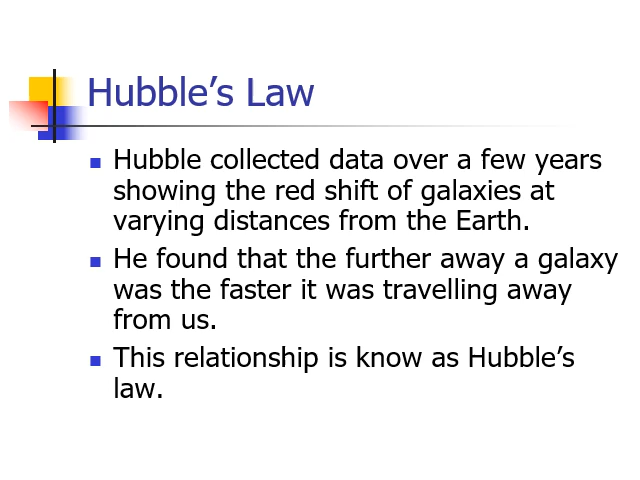 Hubble’s Law
Hubble collected data over a few years
showing the red shift of galaxies at
varying distances from the Earth.
He found that the further away a galaxy
was the faster it was travelling away
from us.
This relationship is know as Hubble’s
law.